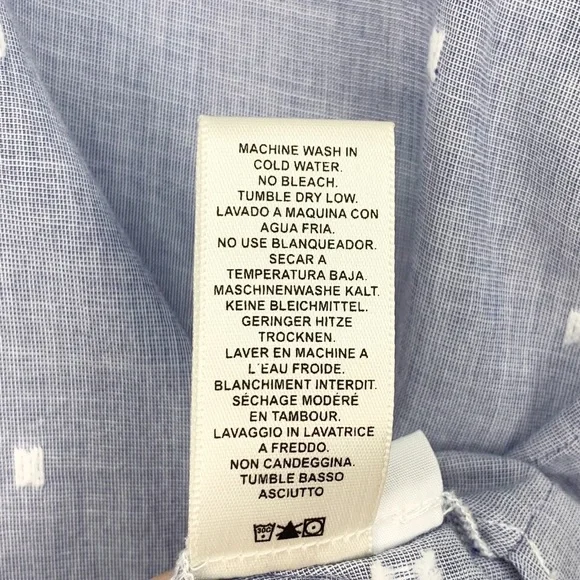 MACHINE WASH IN
COLD WATER.
NO BLEACH.
TUMBLE DRY LOW.
LAVADO A MAQUINA CON
AGUA FRIA.
NO USE BLANQUEADOR.
SECAR A
TEMPERATURA BAJA.
MASCHINENWASHE KALT.
KEINE BLEICHMITTEL.
GERINGER HITZE
TROCKNEN.
LAVER EN MACHINE A
L´EAU FROIDE.
BLANCHIMENT INTERDIT.
SÉCHAGE MODÉRÉ
EN TAMBOUR.
LAVAGGIO IN LAVATRICE
A FREDDO.
NON CANDEGGINA.
TUMBLE BASSO
ASCIUTTO
30C